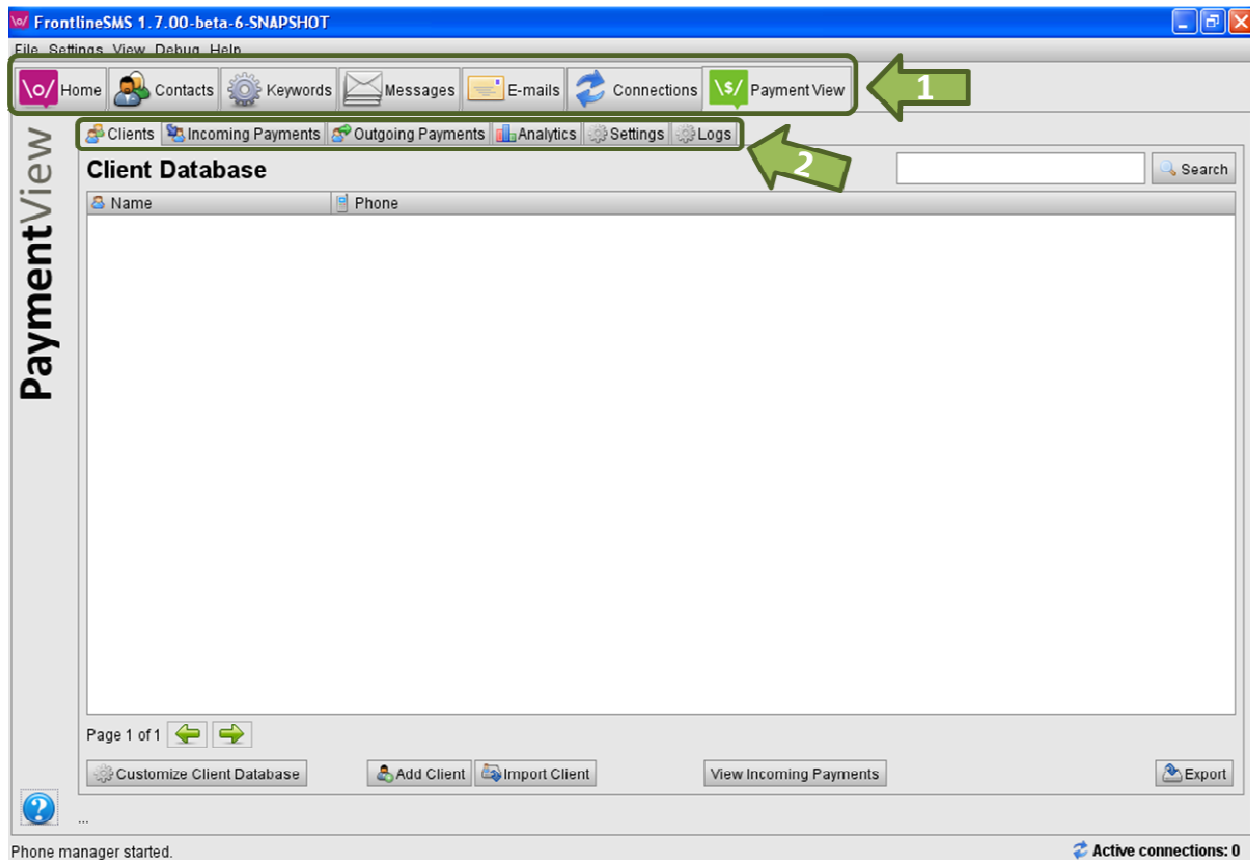 FrontlineSMS 1.7.00-beta-6-SNAPSHOT
File Settings View Debug Help
\o/ Home Contacts Keywords Messages E-mails Connections \$/ Payment View 1
Clients Incoming Payments Outgoing Payments Analytics Settings Logs
2
PaymentView
Client Database Search
Name Phone
Page 1 of 1
Customize Client Database Add Client Import Client View Incoming Payments Export
? ...
Phone manager started. Active connections: 0